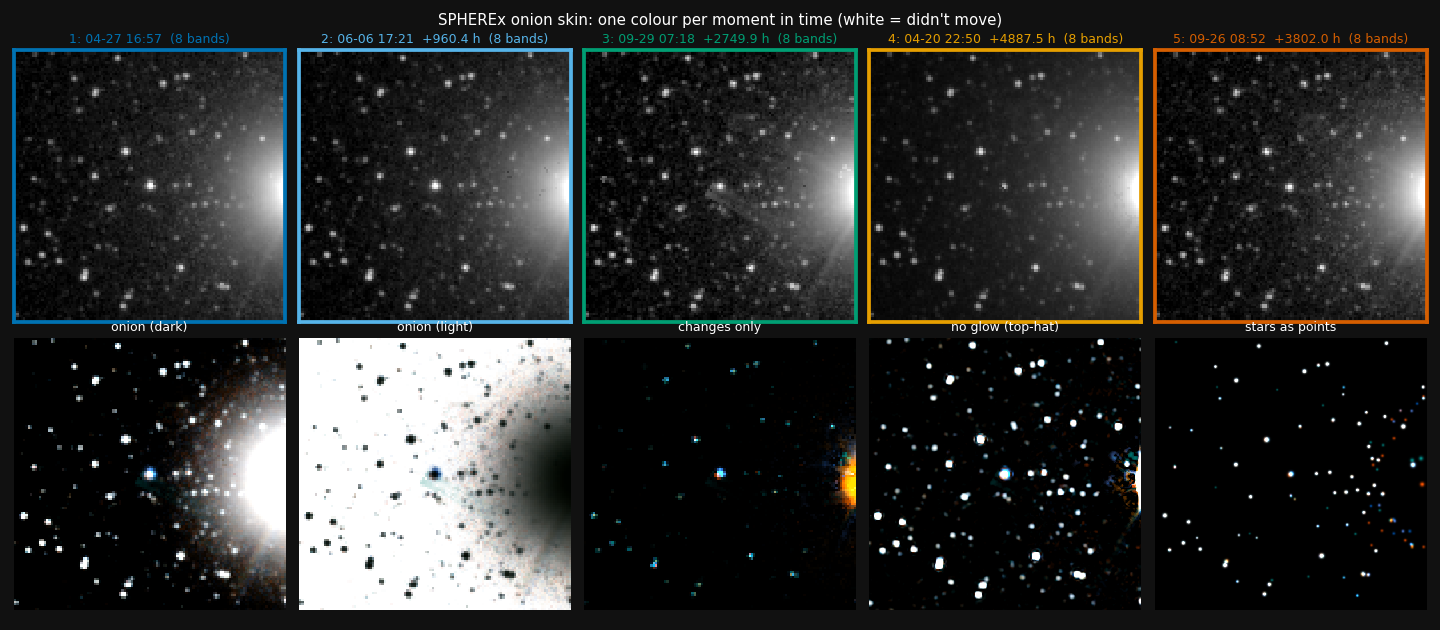 SPHEREx onion skin: one colour per moment in time (white = didn't move)
1: 04-27 16:57  (8 bands)
2: 06-06 17:21  +960.4 h  (8 bands)
3: 09-29 07:18  +2749.9 h  (8 bands)
4: 04-20 22:50  +4887.5 h  (8 bands)
5: 09-26 08:52  +3802.0 h  (8 bands)
onion (dark)
onion (light)
changes only
no glow (top-hat)
stars as points